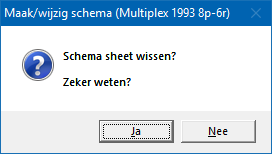 Maak/wijzig schema (Multiplex 1993 8p-6r)
Schema sheet wissen?
Zeker weten?
Ja
Nee